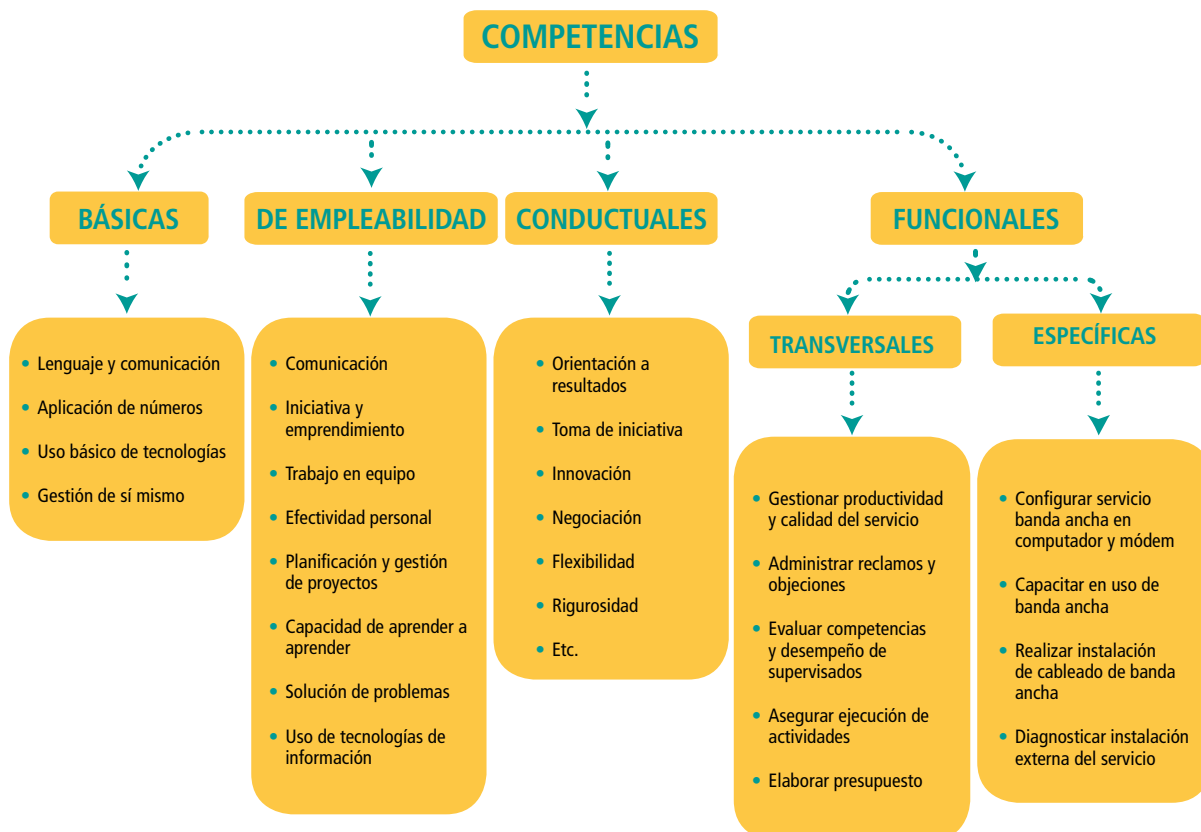 COMPETENCIAS
BÁSICAS
DE EMPLEABILIDAD
CONDUCTUALES
FUNCIONALES
• Lenguaje y comunicación
• Aplicación de números
• Uso básico de tecnologías
• Gestión de sí mismo
• Comunicación
• Iniciativa y
emprendimiento
• Trabajo en equipo
• Efectividad personal
• Planificación y gestión
de proyectos
• Capacidad de aprender a
aprender
• Solución de problemas
• Uso de tecnologías de
información
• Orientación a
resultados
• Toma de iniciativa
• Innovación
• Negociación
• Flexibilidad
• Rigurosidad
• Etc.
TRANSVERSALES
• Gestionar productividad
y calidad del servicio
• Administrar reclamos y
objeciones
• Evaluar competencias
y desempeño de
supervisados
• Asegurar ejecución de
actividades
• Elaborar presupuesto
ESPECÍFICAS
• Configurar servicio
banda ancha en
computador y módem
• Capacitar en uso de
banda ancha
• Realizar instalación
de cableado de banda
ancha
• Diagnosticar instalación
externa del servicio